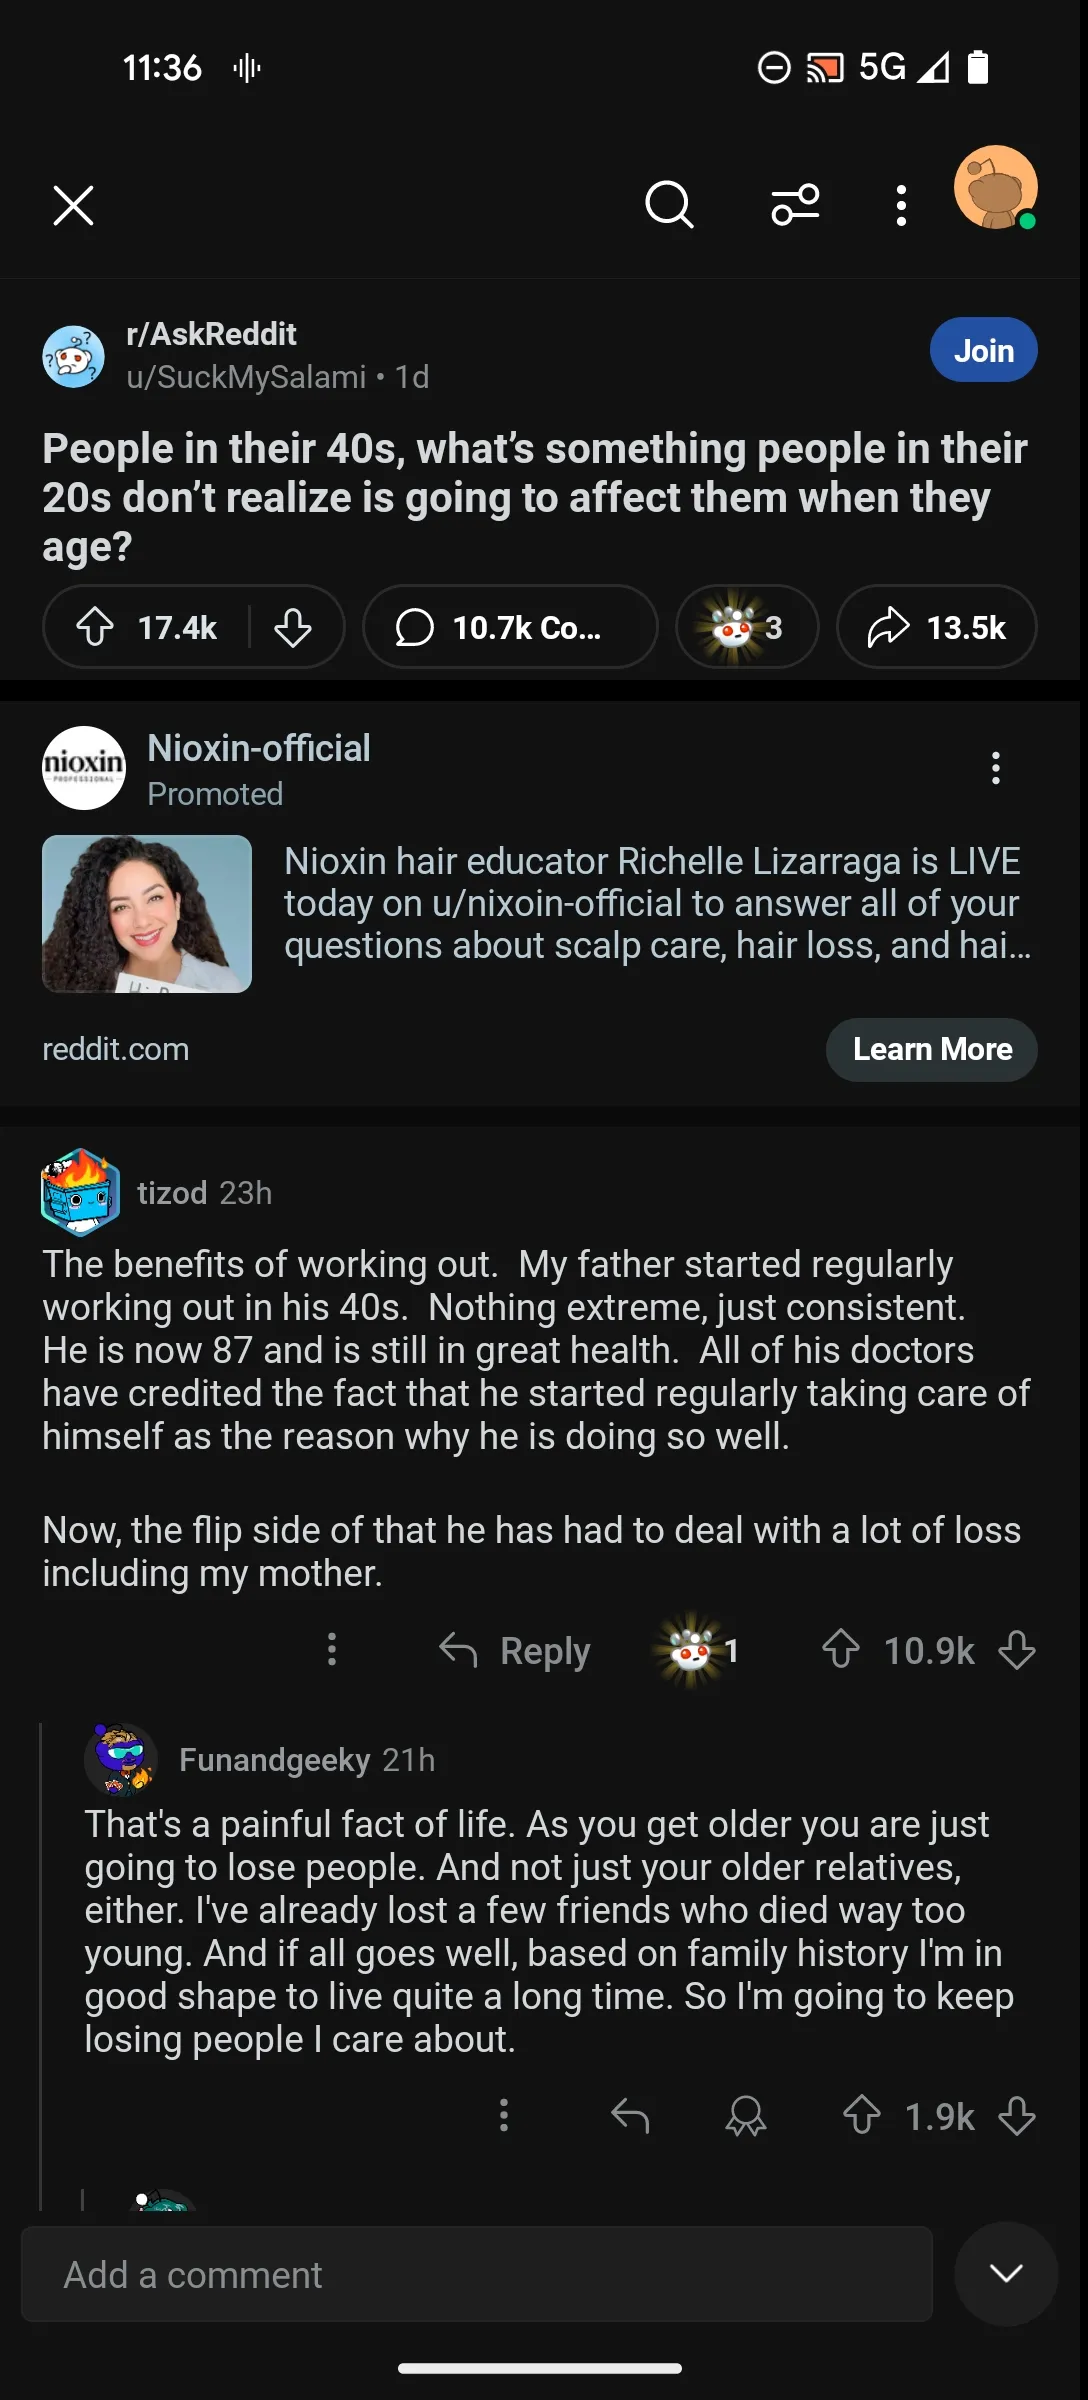 11:36
5G
r/AskReddit
u/SuckMySalami • 1d
Join
People in their 40s, what’s something people in their
20s don’t realize is going to affect them when they
age?
17.4k
10.7k Co...
3
13.5k
nioxin
PROFESSIONAL
Nioxin-official
Promoted
Nioxin hair educator Richelle Lizarraga is LIVE
today on u/nixoin-official to answer all of your
questions about scalp care, hair loss, and hai...
reddit.com
Learn More
tizod 23h
The benefits of working out.  My father started regularly
working out in his 40s.  Nothing extreme, just consistent.
He is now 87 and is still in great health.  All of his doctors
have credited the fact that he started regularly taking care of
himself as the reason why he is doing so well.
Now, the flip side of that he has had to deal with a lot of loss
including my mother.
Reply
1
10.9k
Funandgeeky 21h
That's a painful fact of life. As you get older you are just
going to lose people. And not just your older relatives,
either. I've already lost a few friends who died way too
young. And if all goes well, based on family history I'm in
good shape to live quite a long time. So I'm going to keep
losing people I care about.
1.9k
Add a comment